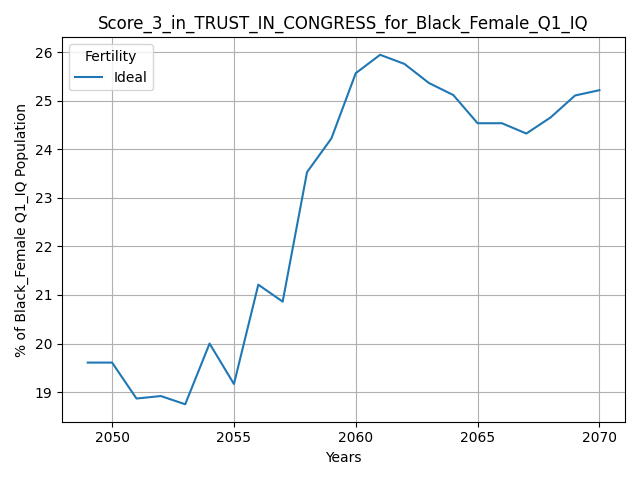 Score_3_in_TRUST_IN_CONGRESS_for_Black_Female_Q1_IQ
Fertility
Ideal
% of Black_Female Q1_IQ Population
26
25
24
23
22
21
20
19
2050
2055
2060
2065
2070
Years